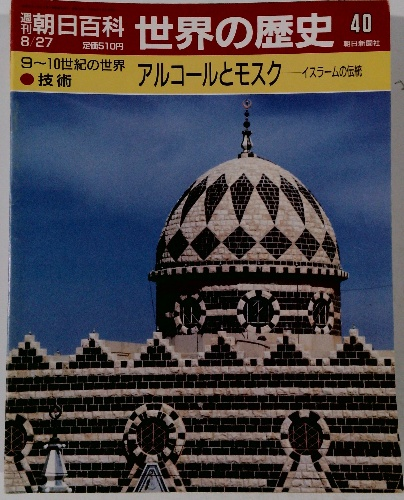 週刊 朝日百科 世界の歴史 40
8/27 定価510円 朝日新聞社
9〜10世紀の世界
●技術 アルコールとモスク──イスラームの伝統